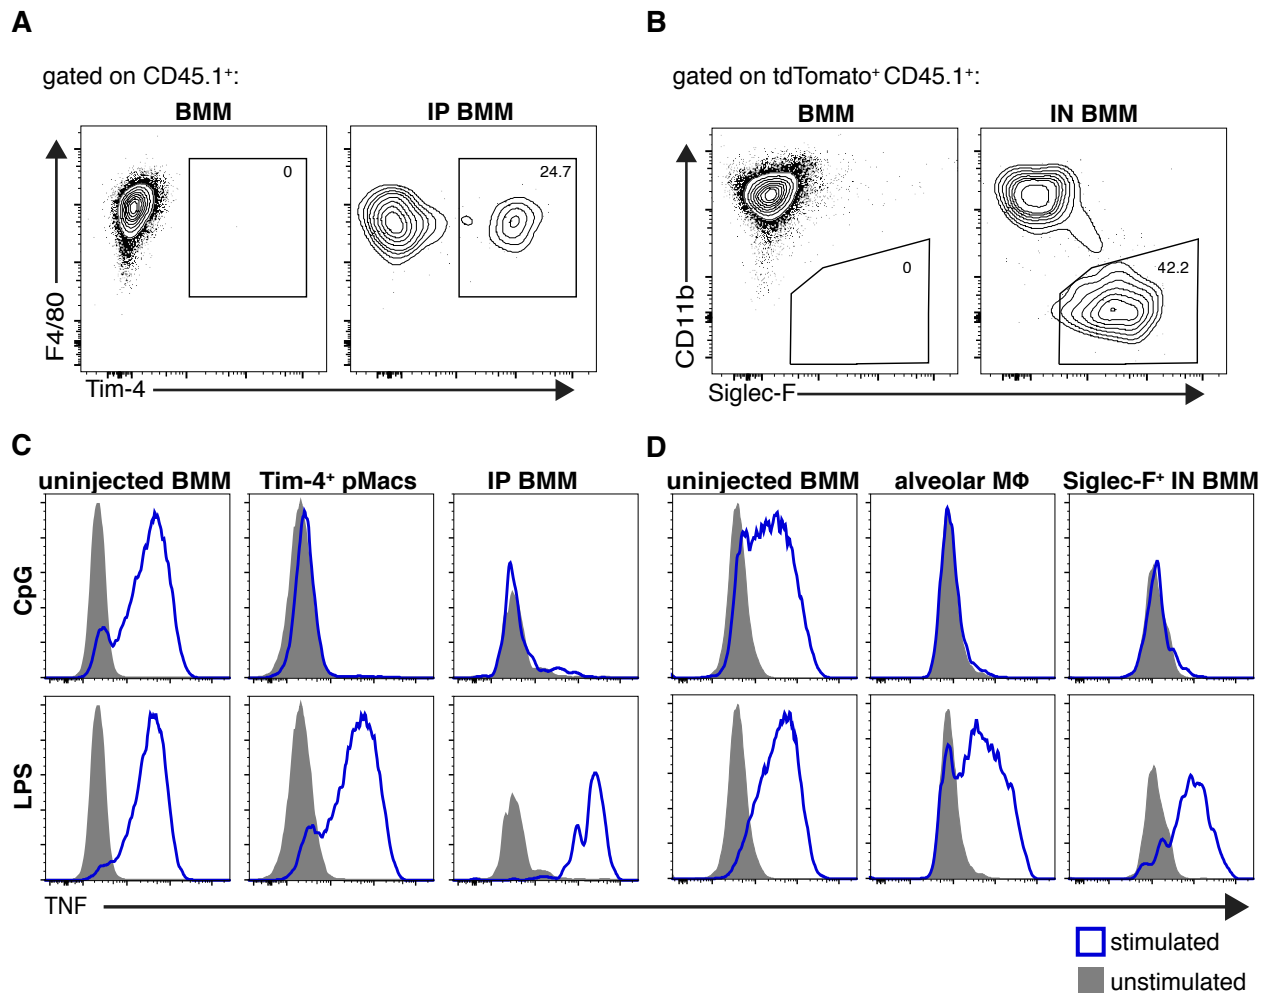 A
B
gated on CD45.1⁺:
gated on tdTomato⁺ CD45.1⁺:
BMM
IP BMM
BMM
IN BMM
0
24.7
0
42.2
F4/80
Tim-4
CD11b
Siglec-F
C
D
uninjected BMM
Tim-4⁺ pMacs
IP BMM
uninjected BMM
alveolar MΦ
Siglec-F⁺ IN BMM
CpG
LPS
TNF
stimulated
unstimulated